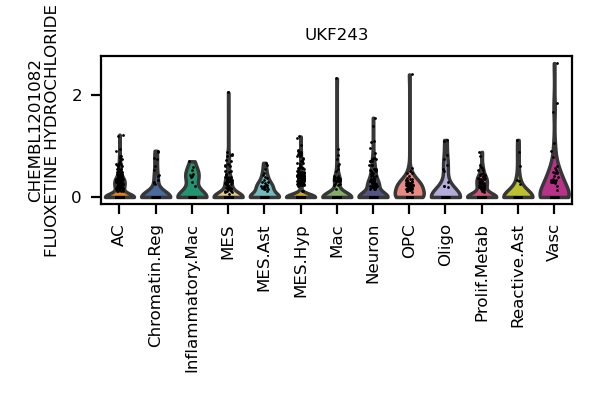 UKF243
CHEMBL1201082
FLUOXETINE HYDROCHLORIDE
2
0
AC
Chromatin.Reg
Inflammatory.Mac
MES
MES.Ast
MES.Hyp
Mac
Neuron
OPC
Oligo
Prolif.Metab
Reactive.Ast
Vasc